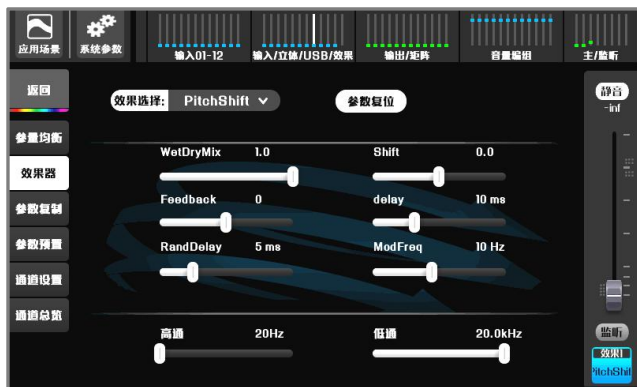 应用场景
系统参数
输入01-12
输入/立体/USB/效果
输出/矩阵
音量编组
主/监听
返回
参量均衡
效果器
参数复制
参数预置
通道设置
通道总览
效果选择: PitchShift
参数复位
WetDryMix 1.0
Shift 0.0
Feedback 0
delay 10 ms
RandDelay 5 ms
ModFreq 10 Hz
高通 20Hz
低通 20.0kHz
静音
-inf
监听
效果1
PitchShift